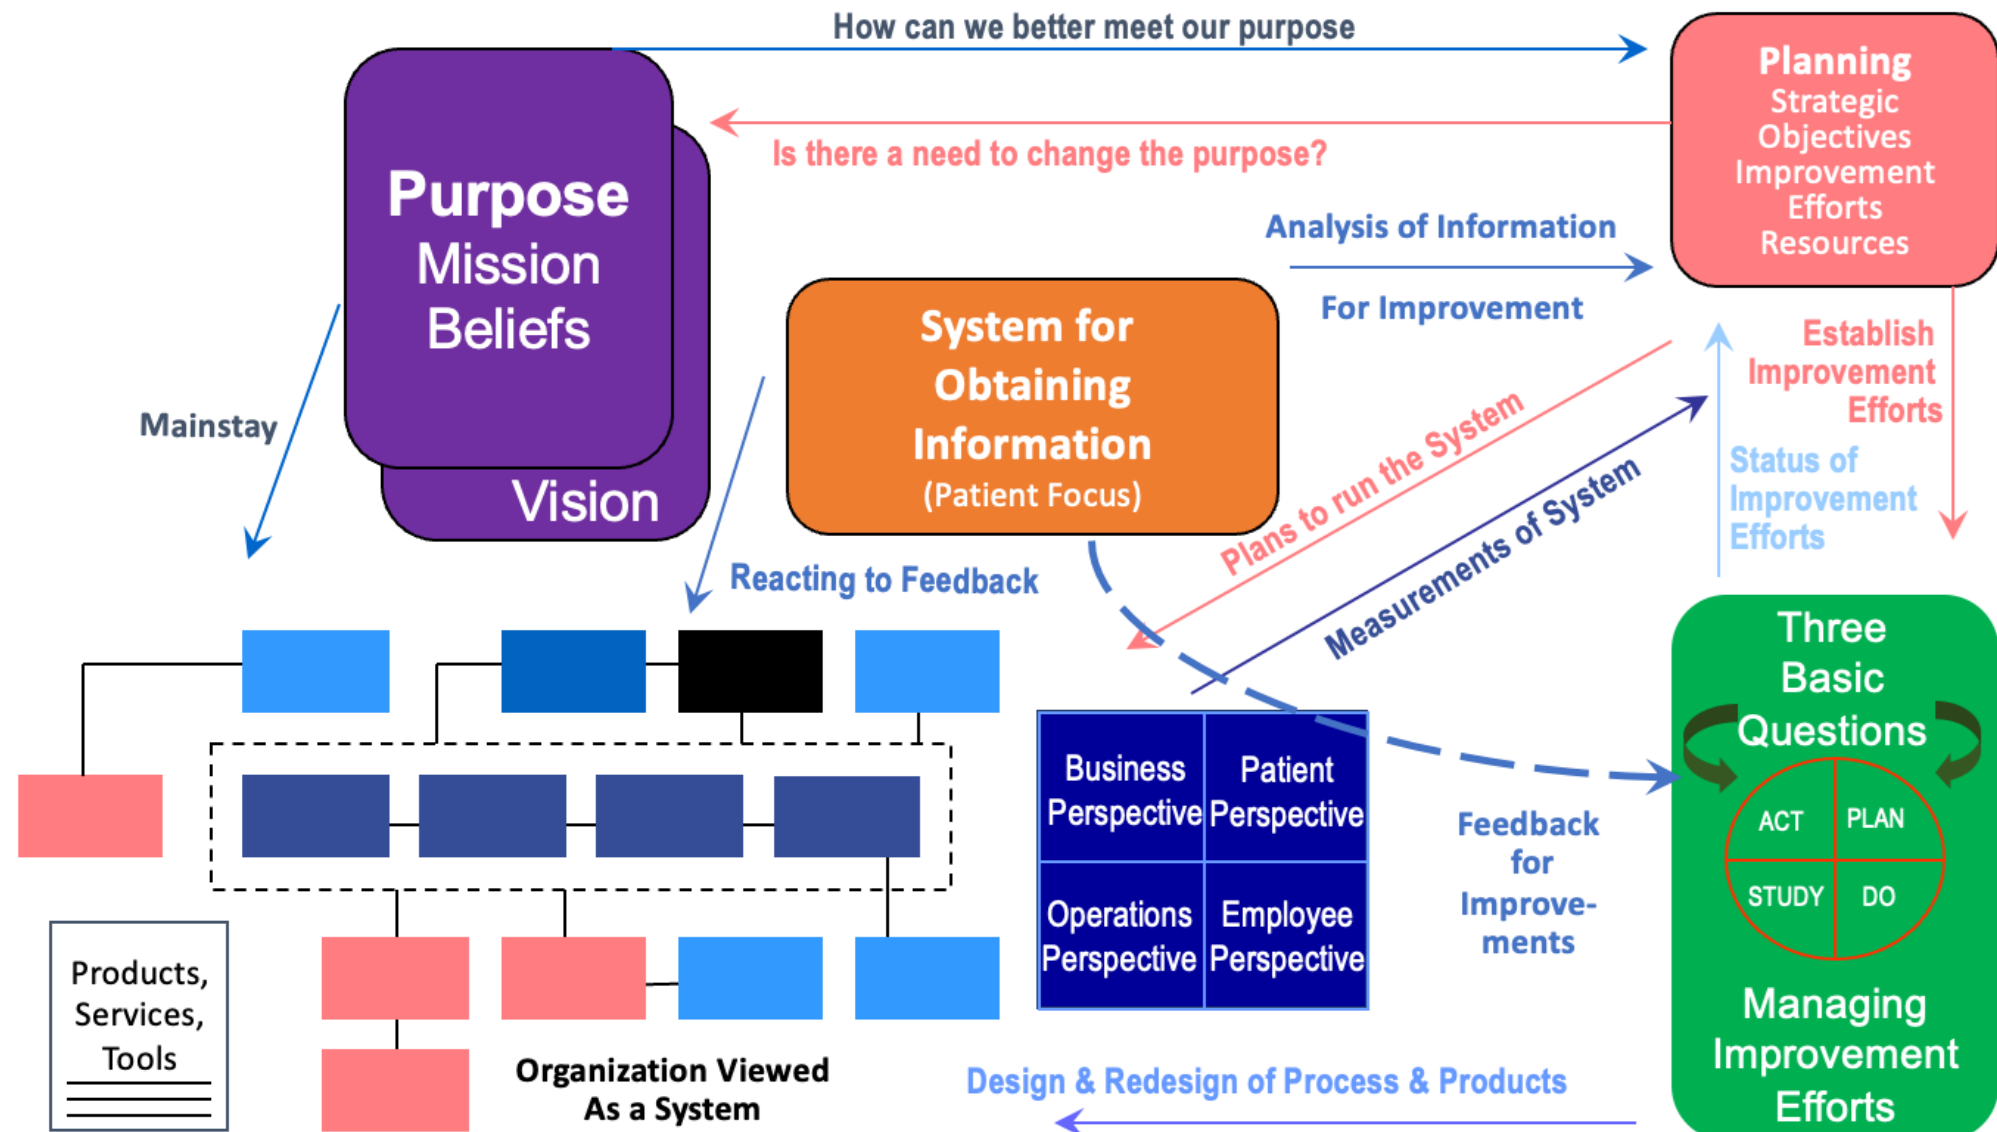 How can we better meet our purpose
Is there a need to change the purpose?
Purpose
Mission
Beliefs
Vision
Planning
Strategic
Objectives
Improvement
Efforts
Resources
Analysis of Information
For Improvement
System for
Obtaining
Information
(Patient Focus)
Mainstay
Reacting to Feedback
Plans to run the System
Measurements of System
Establish
Improvement
Efforts
Status of
Improvement
Efforts
Three
Basic
Questions
ACT
PLAN
STUDY
DO
Managing
Improvement
Efforts
Business
Perspective
Patient
Perspective
Operations
Perspective
Employee
Perspective
Feedback
for
Improve-
ments
Products,
Services,
Tools
Organization Viewed
As a System
Design & Redesign of Process & Products